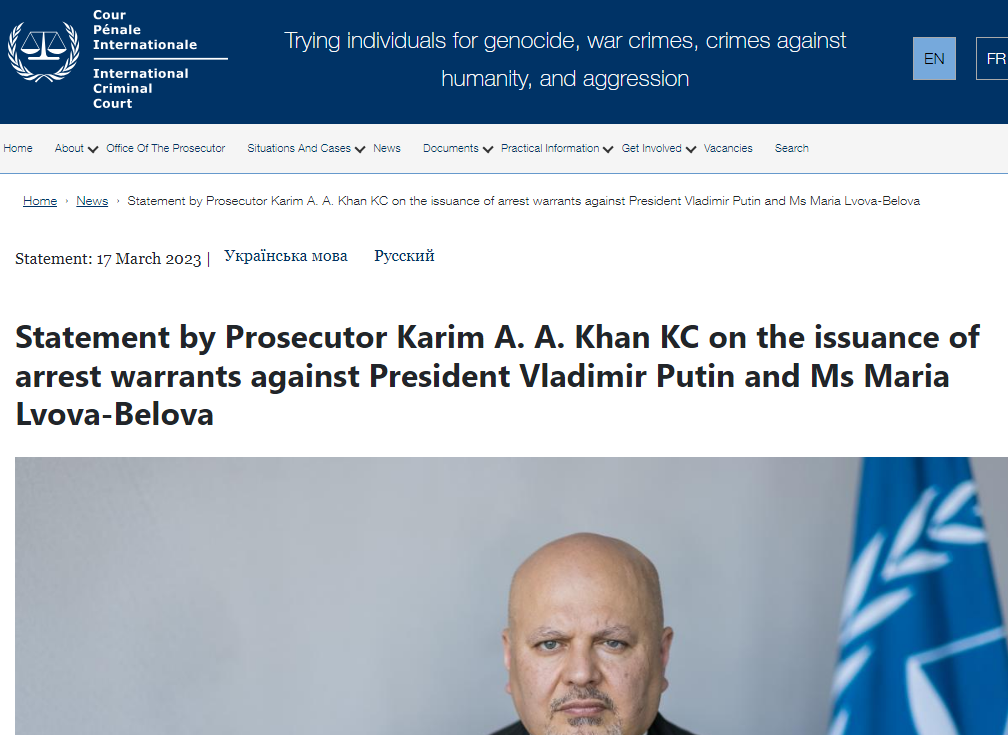 Cour
Pénale
Internationale
International
Criminal
Court
Trying individuals for genocide, war crimes, crimes against
humanity, and aggression
EN
FR
Home About Office Of The Prosecutor Situations And Cases News Documents Practical Information Get Involved Vacancies Search
Home › News › Statement by Prosecutor Karim A. A. Khan KC on the issuance of arrest warrants against President Vladimir Putin and Ms Maria Lvova-Belova
Statement: 17 March 2023 | Українська мова Русский
Statement by Prosecutor Karim A. A. Khan KC on the issuance of
arrest warrants against President Vladimir Putin and Ms Maria
Lvova-Belova